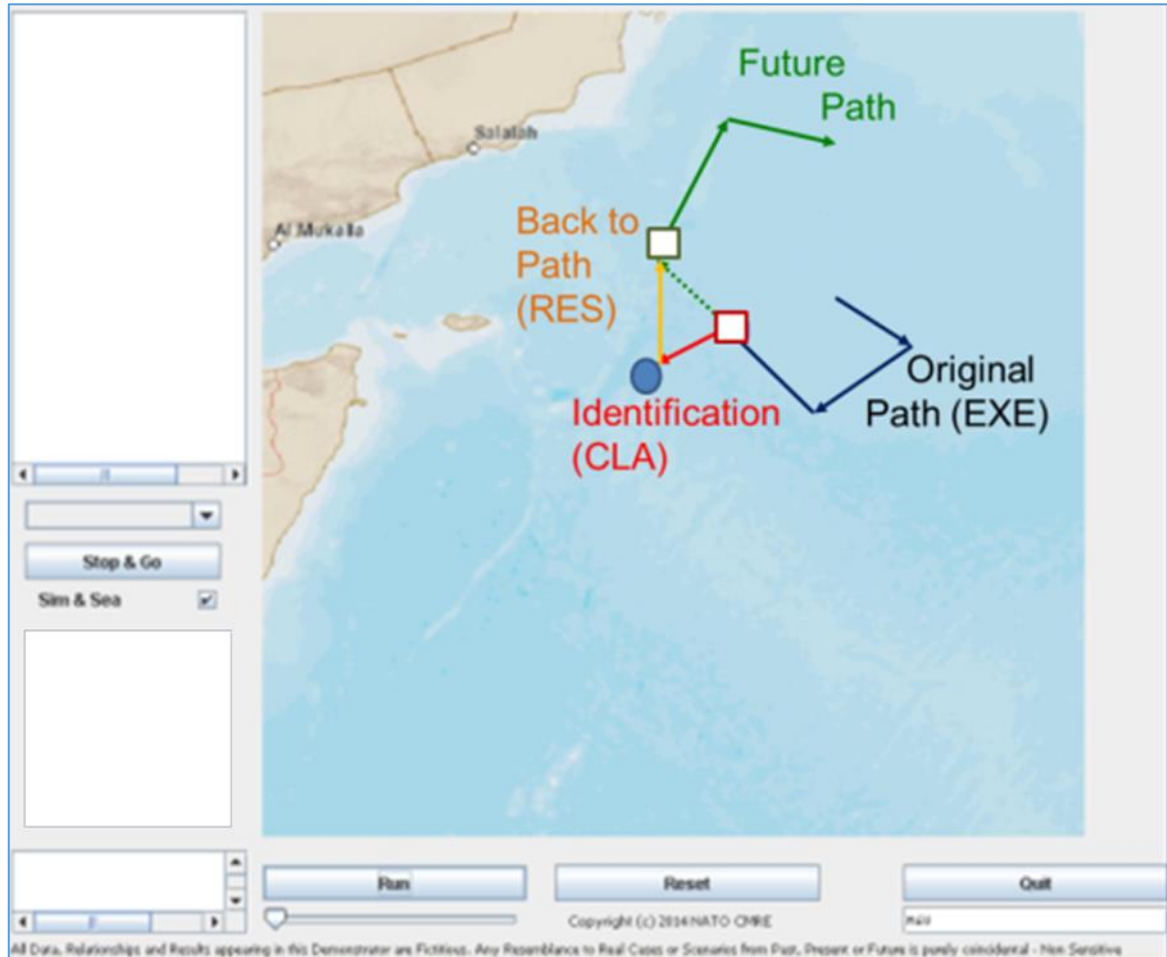 Future
Path
Salalah
Back to
Path
(RES)
Al Mukalla
Original
Path (EXE)
Identification
(CLA)
Stop & Go
Sim & Sea
Run
Reset
Quit
Copyright (c) 2014 NATO CMRE
All Data, Relationships and Results appearing in this Demonstrator are Fictitious. Any Resemblance to Real Cases or Scenarios from Past, Present or Future is purely coincidental - Non Sensitive